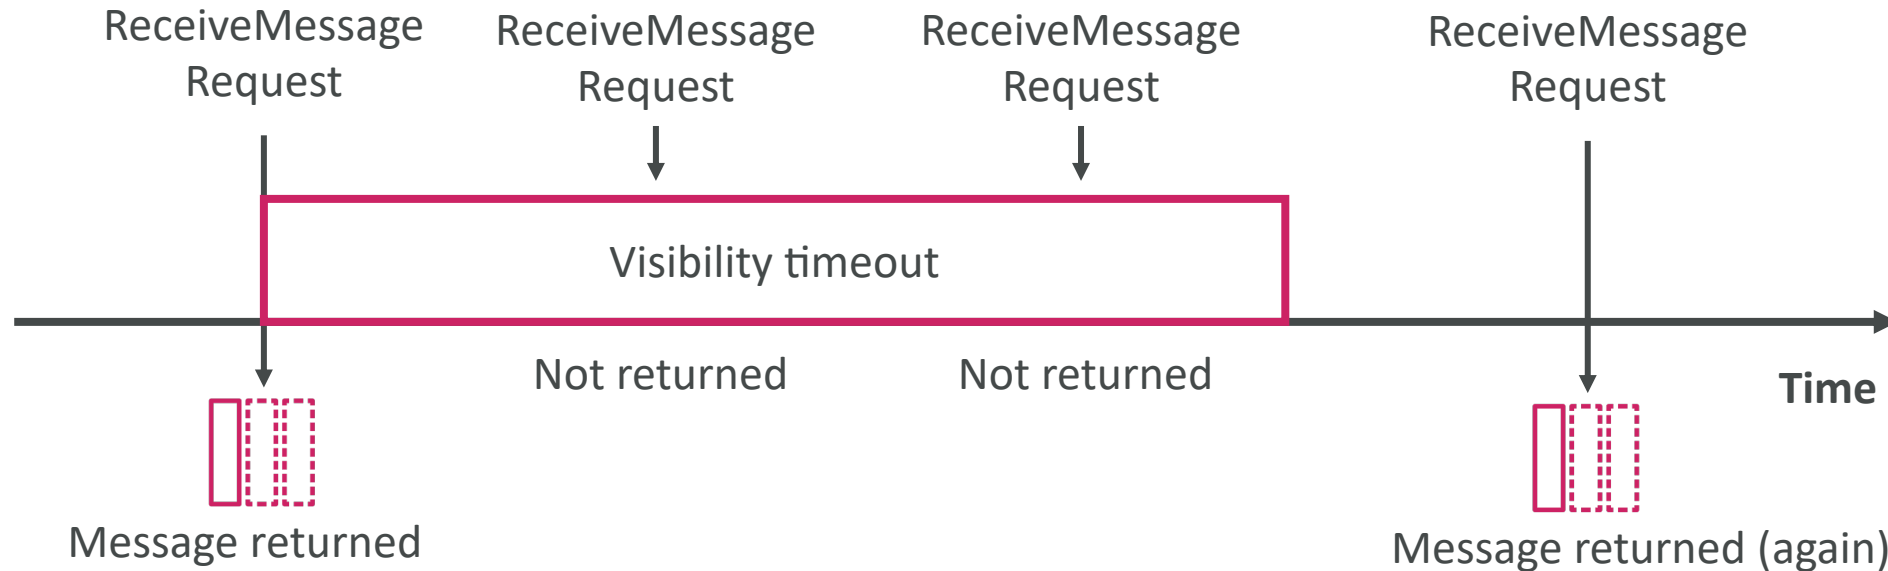 ReceiveMessage
Request
ReceiveMessage
Request
ReceiveMessage
Request
ReceiveMessage
Request
Visibility timeout
Not returned
Not returned
Time
Message returned
Message returned (again)